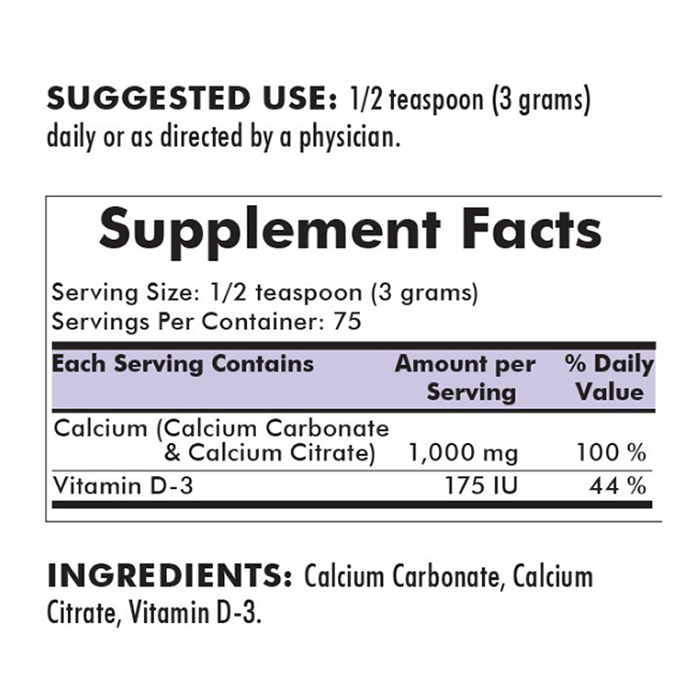 SUGGESTED USE: 1/2 teaspoon (3 grams)
daily or as directed by a physician.
Supplement Facts
Serving Size: 1/2 teaspoon (3 grams)
Servings Per Container: 75
Each Serving Contains Amount per % Daily
Serving Value
Calcium (Calcium Carbonate
& Calcium Citrate) 1,000 mg 100 %
Vitamin D-3 175 IU 44 %
INGREDIENTS: Calcium Carbonate, Calcium
Citrate, Vitamin D-3.